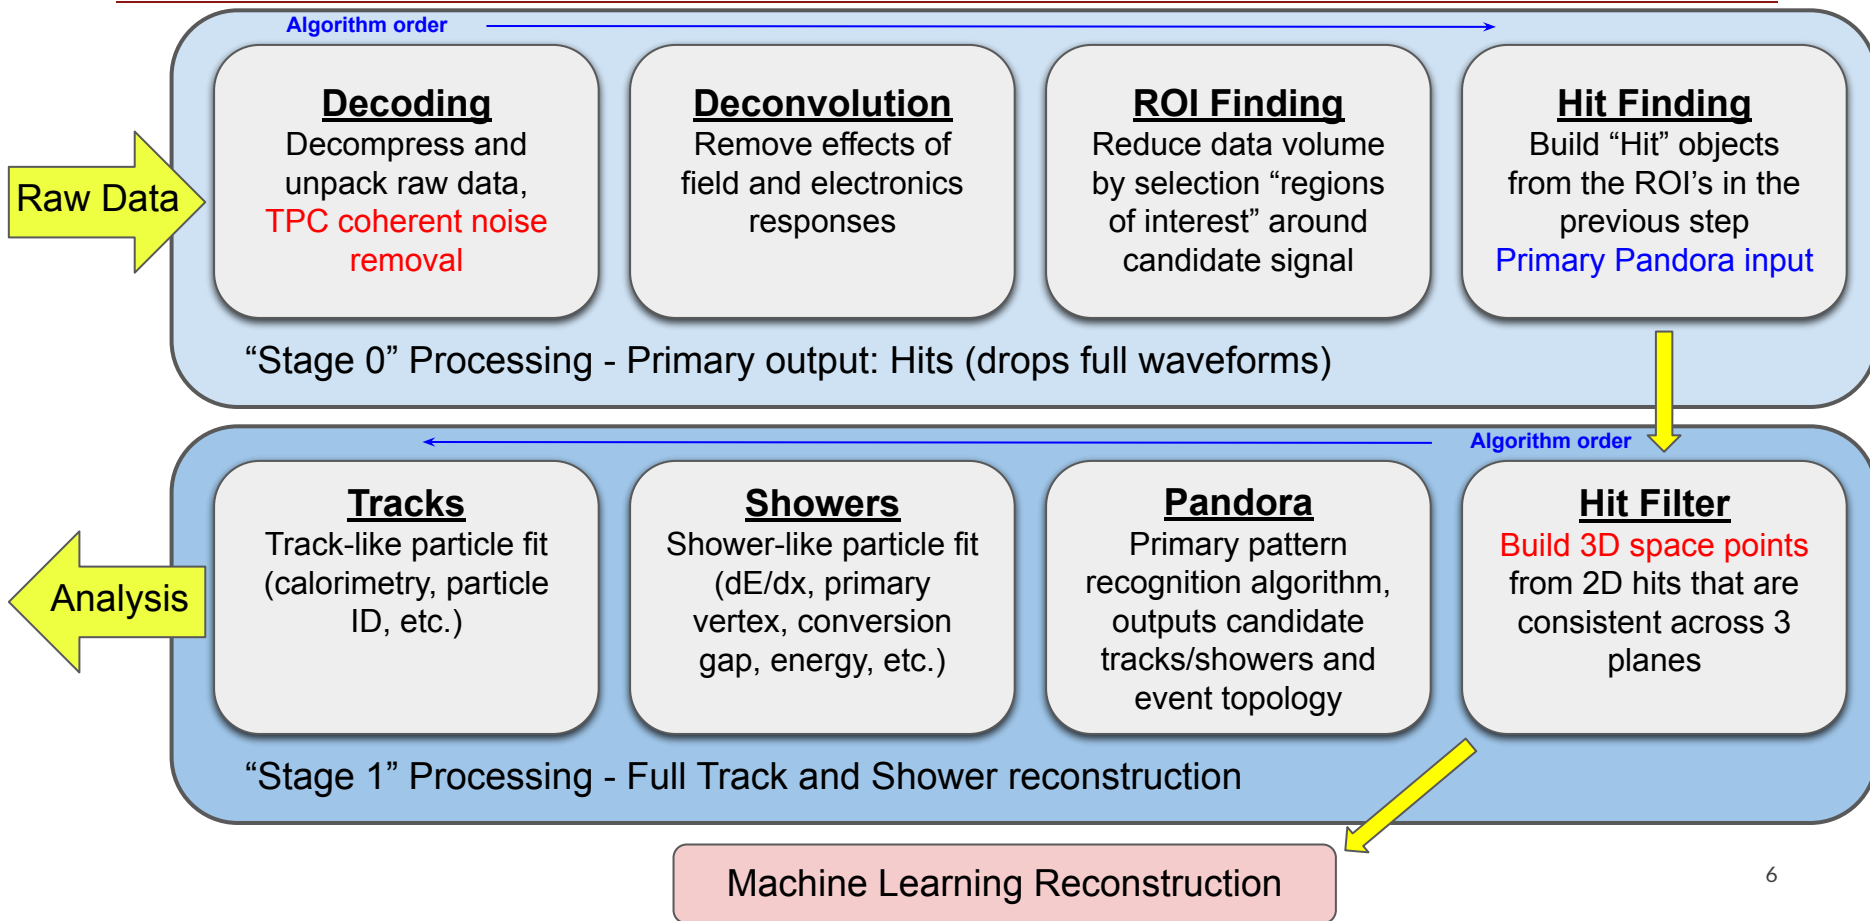 Algorithm order
Raw Data
Decoding
Decompress and
unpack raw data,
TPC coherent noise
removal
Deconvolution
Remove effects of
field and electronics
responses
ROI Finding
Reduce data volume
by selection “regions
of interest” around
candidate signal
Hit Finding
Build “Hit” objects
from the ROI’s in the
previous step
Primary Pandora input
“Stage 0” Processing - Primary output: Hits (drops full waveforms)
Algorithm order
Analysis
Tracks
Track-like particle fit
(calorimetry, particle
ID, etc.)
Showers
Shower-like particle fit
(dE/dx, primary
vertex, conversion
gap, energy, etc.)
Pandora
Primary pattern
recognition algorithm,
outputs candidate
tracks/showers and
event topology
Hit Filter
Build 3D space points
from 2D hits that are
consistent across 3
planes
“Stage 1” Processing - Full Track and Shower reconstruction
Machine Learning Reconstruction
6